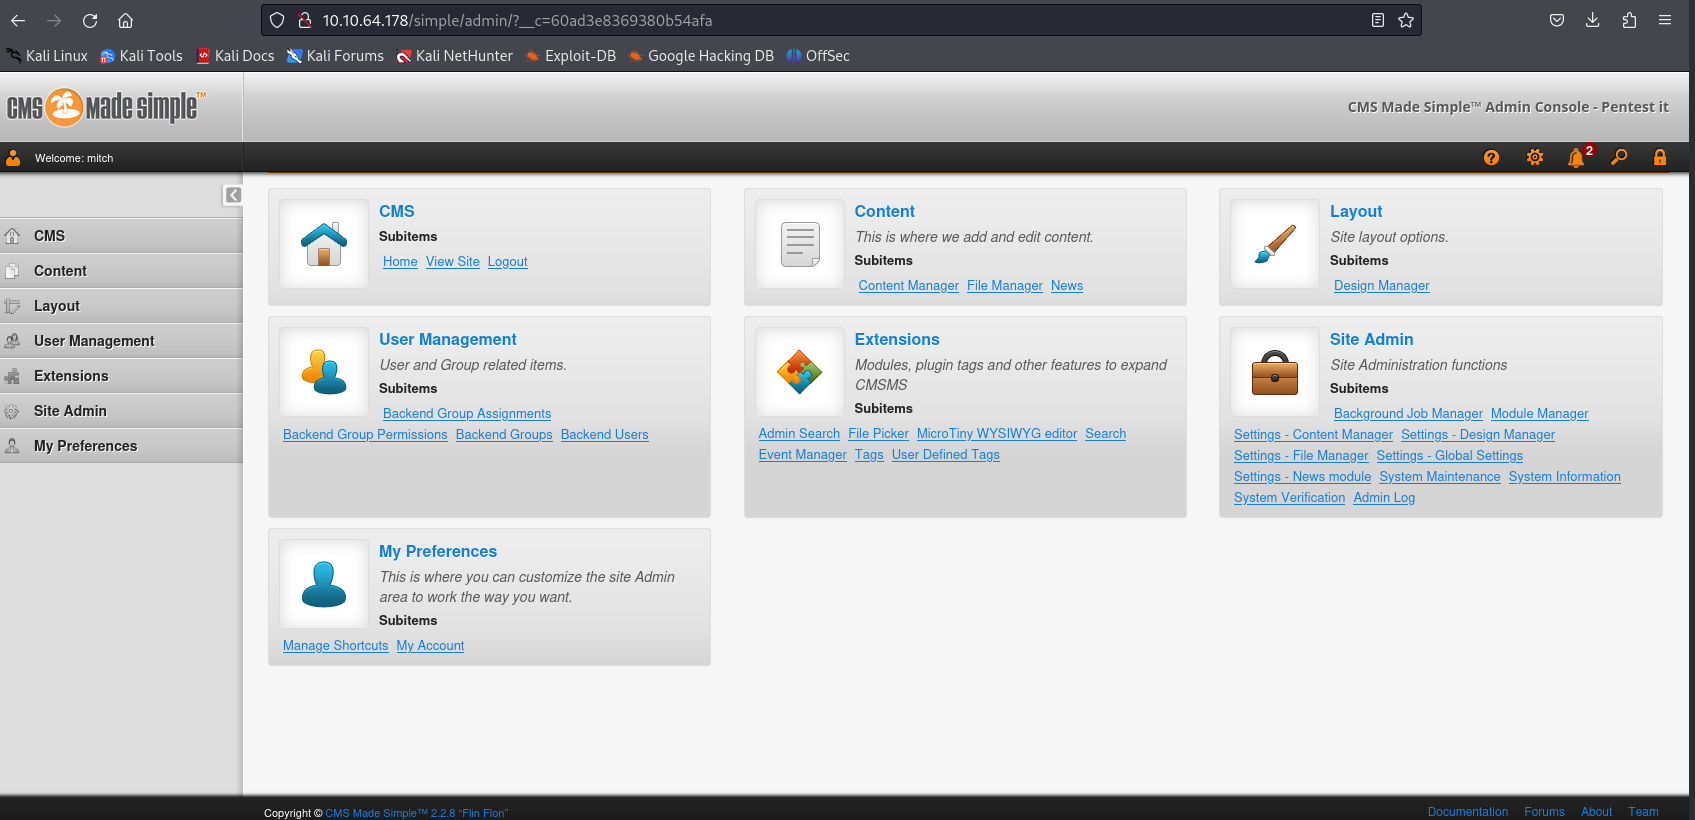 10.10.64.178/simple/admin/?__c=60ad3e8369380b54afa
Kali Linux Kali Tools Kali Docs Kali Forums Kali NetHunter Exploit-DB Google Hacking DB OffSec
CMS made simple™
CMS Made Simple™ Admin Console - Pentest it
Welcome: mitch
2
CMS
Content
Layout
User Management
Extensions
Site Admin
My Preferences
CMS
Subitems
Home View Site Logout
Content
This is where we add and edit content.
Subitems
Content Manager File Manager News
Layout
Site layout options.
Subitems
Design Manager
User Management
User and Group related items.
Subitems
Backend Group Assignments
Backend Group Permissions Backend Groups Backend Users
Extensions
Modules, plugin tags and other features to expand
CMSMS
Subitems
Admin Search File Picker MicroTiny WYSIWYG editor Search
Event Manager Tags User Defined Tags
Site Admin
Site Administration functions
Subitems
Background Job Manager Module Manager
Settings - Content Manager Settings - Design Manager
Settings - File Manager Settings - Global Settings
Settings - News module System Maintenance System Information
System Verification Admin Log
My Preferences
This is where you can customize the site Admin
area to work the way you want.
Subitems
Manage Shortcuts My Account
Copyright © CMS Made Simple™ 2.2.8 “Flin Flon”
Documentation Forums About Team